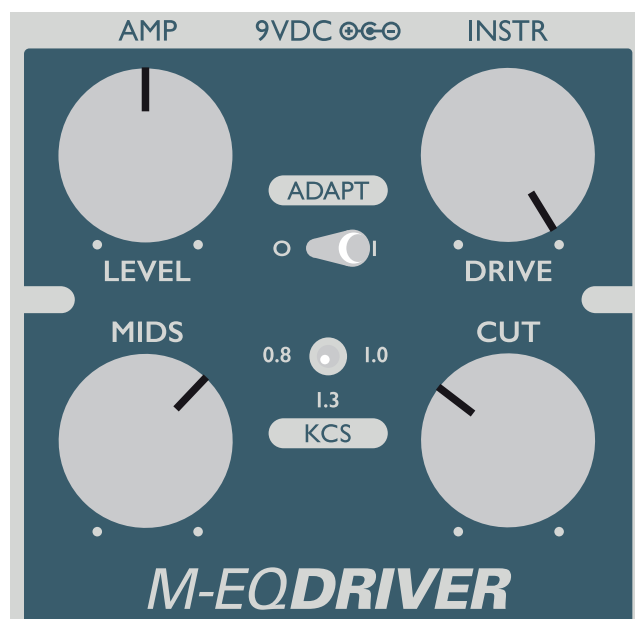 AMP 9VDC INSTR
ADAPT
O I
LEVEL DRIVE
MIDS CUT
0.8 1.0
1.3
KCS
M-EQDRIVER